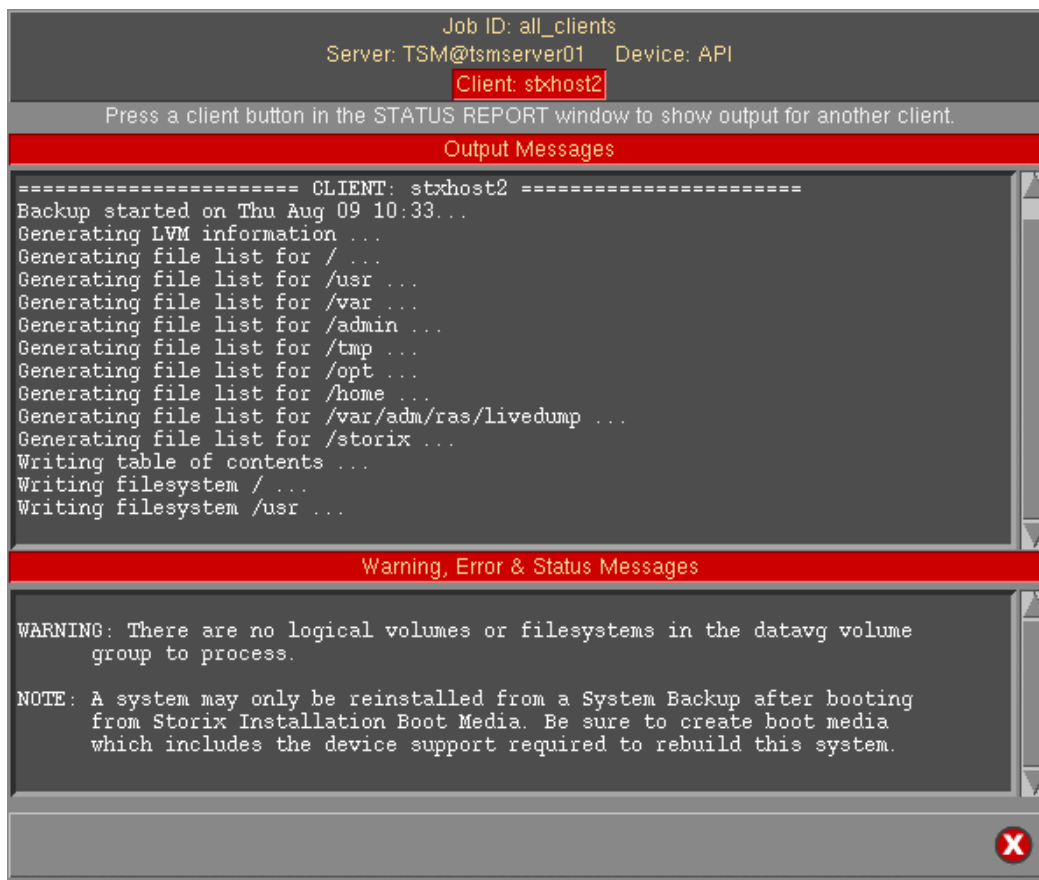 Job ID: all_clients
Server: TSM@tsmserver01 Device: API
Client: stxhost2
Press a client button in the STATUS REPORT window to show output for another client.
Output Messages
======================= CLIENT: stxhost2 =======================
Backup started on Thu Aug 09 10:33...
Generating LVM information ...
Generating file list for / ...
Generating file list for /usr ...
Generating file list for /var ...
Generating file list for /admin ...
Generating file list for /tmp ...
Generating file list for /opt ...
Generating file list for /home ...
Generating file list for /var/adm/ras/livedump ...
Generating file list for /storix ...
Writing table of contents ...
Writing filesystem / ...
Writing filesystem /usr ...
Warning, Error & Status Messages
WARNING: There are no logical volumes or filesystems in the datavg volume
group to process.
NOTE: A system may only be reinstalled from a System Backup after booting
from Storix Installation Boot Media. Be sure to create boot media
which includes the device support required to rebuild this system.